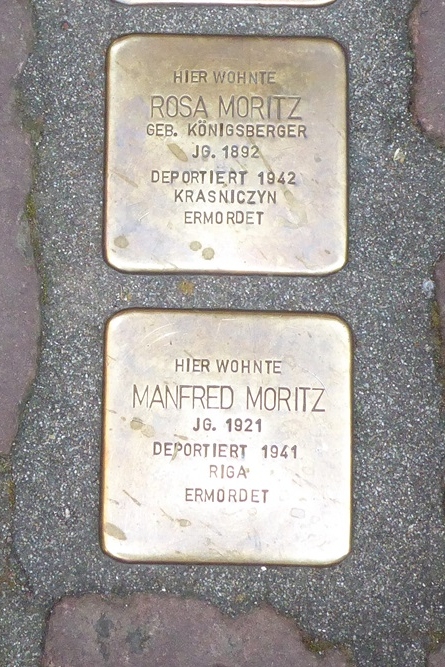 HIER WOHNTE
ROSA MORITZ
GEB. KÖNIGSBERGER
JG. 1892
DEPORTIERT 1942
KRASNICZYN
ERMORDET
HIER WOHNTE
MANFRED MORITZ
JG. 1921
DEPORTIERT 1941
RIGA
ERMORDET